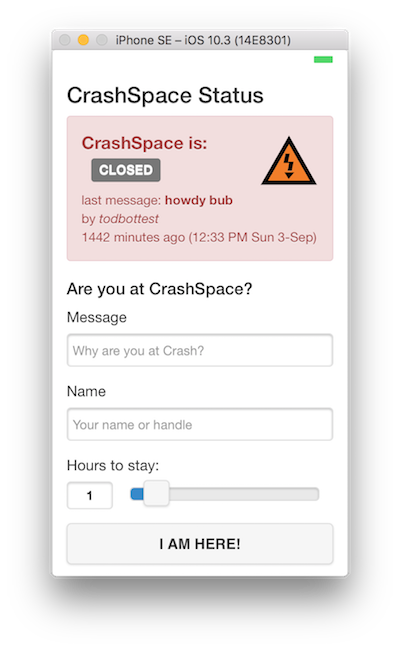 iPhone SE – iOS 10.3 (14E8301)
CrashSpace Status
CrashSpace is:
CLOSED
last message: howdy bub
by todbottest
1442 minutes ago (12:33 PM Sun 3-Sep)
Are you at CrashSpace?
Message
Why are you at Crash?
Name
Your name or handle
Hours to stay:
1
I AM HERE!